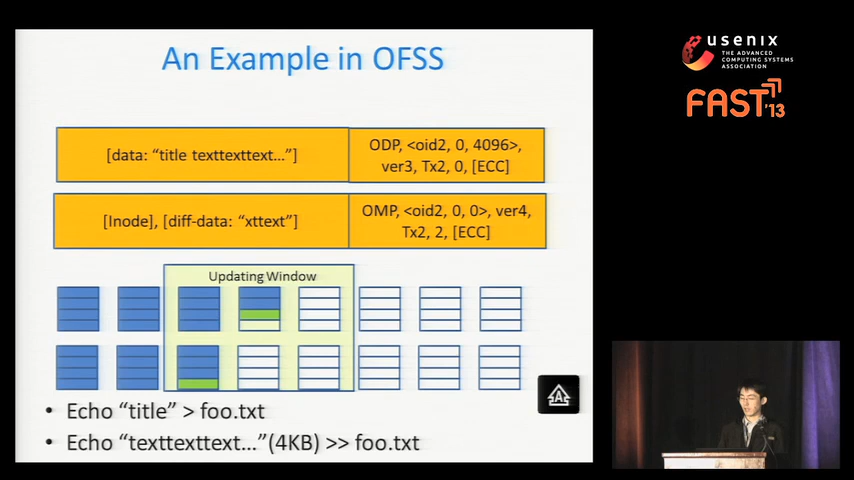 An Example in OFSS
[data: “title texttexttext...”]
ODP, <oid2, 0, 4096>,
ver3, Tx2, 0, [ECC]
[Inode], [diff-data: “xttext”]
OMP, <oid2, 0, 0>, ver4,
Tx2, 2, [ECC]
Updating Window
A
• Echo “title” > foo.txt
• Echo “texttexttext...”(4KB) >> foo.txt
usenix
THE ADVANCED
COMPUTING SYSTEMS
ASSOCIATION
FAST'13